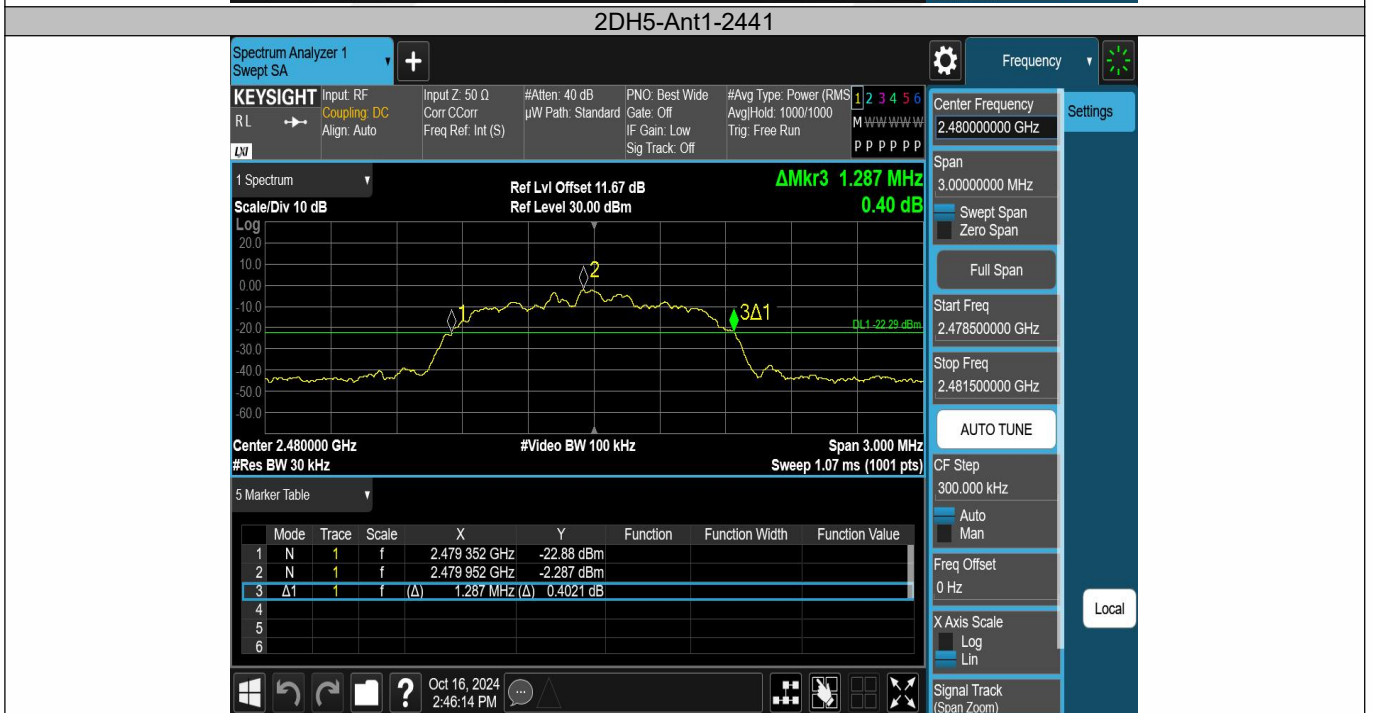 2DH5-Ant1-2441
Spectrum Analyzer 1
Swept SA
+
Frequency
KEYSIGHT
RL
LXI
Input: RF
Coupling: DC
Align: Auto
Input Z: 50 Ω
Corr CCorr
Freq Ref: Int (S)
#Atten: 40 dB
µW Path: Standard
PNO: Best Wide
Gate: Off
IF Gain: Low
Sig Track: Off
#Avg Type: Power (RMS
Avg|Hold: 1000/1000
Trig: Free Run
1 2 3 4 5 6
M W W W W W
P P P P P P
1 Spectrum
Scale/Div 10 dB
Ref Lvl Offset 11.67 dB
Ref Level 30.00 dBm
ΔMkr3 1.287 MHz
0.40 dB
Log
20.0
10.0
0.00
-10.0
-20.0
-30.0
-40.0
-50.0
-60.0
1
2
3Δ1
DL1 -22.29 dBm
Center 2.480000 GHz
#Video BW 100 kHz
Span 3.000 MHz
#Res BW 30 kHz
Sweep 1.07 ms (1001 pts)
5 Marker Table
Mode Trace Scale X Y Function Function Width Function Value
1 N 1 f 2.479 352 GHz -22.88 dBm
2 N 1 f 2.479 952 GHz -2.287 dBm
3 Δ1 1 f (Δ) 1.287 MHz (Δ) 0.4021 dB
4
5
6
Oct 16, 2024
2:46:14 PM
?
Center Frequency
2.480000000 GHz
Settings
Span
3.00000000 MHz
Swept Span
Zero Span
Full Span
Start Freq
2.478500000 GHz
Stop Freq
2.481500000 GHz
AUTO TUNE
CF Step
300.000 kHz
Auto
Man
Freq Offset
0 Hz
X Axis Scale
Log
Lin
Local
Signal Track
(Span Zoom)